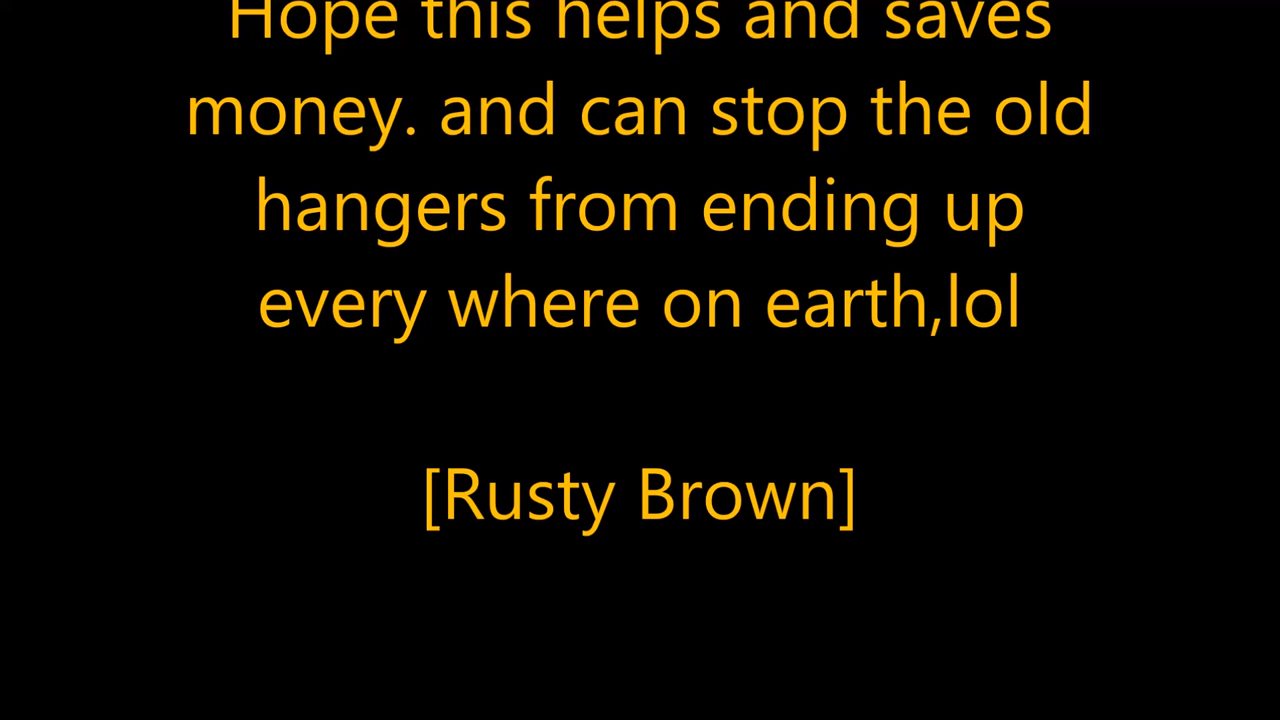 Hope this helps and saves
money. and can stop the old
hangers from ending up
every where on earth,lol
[Rusty Brown]